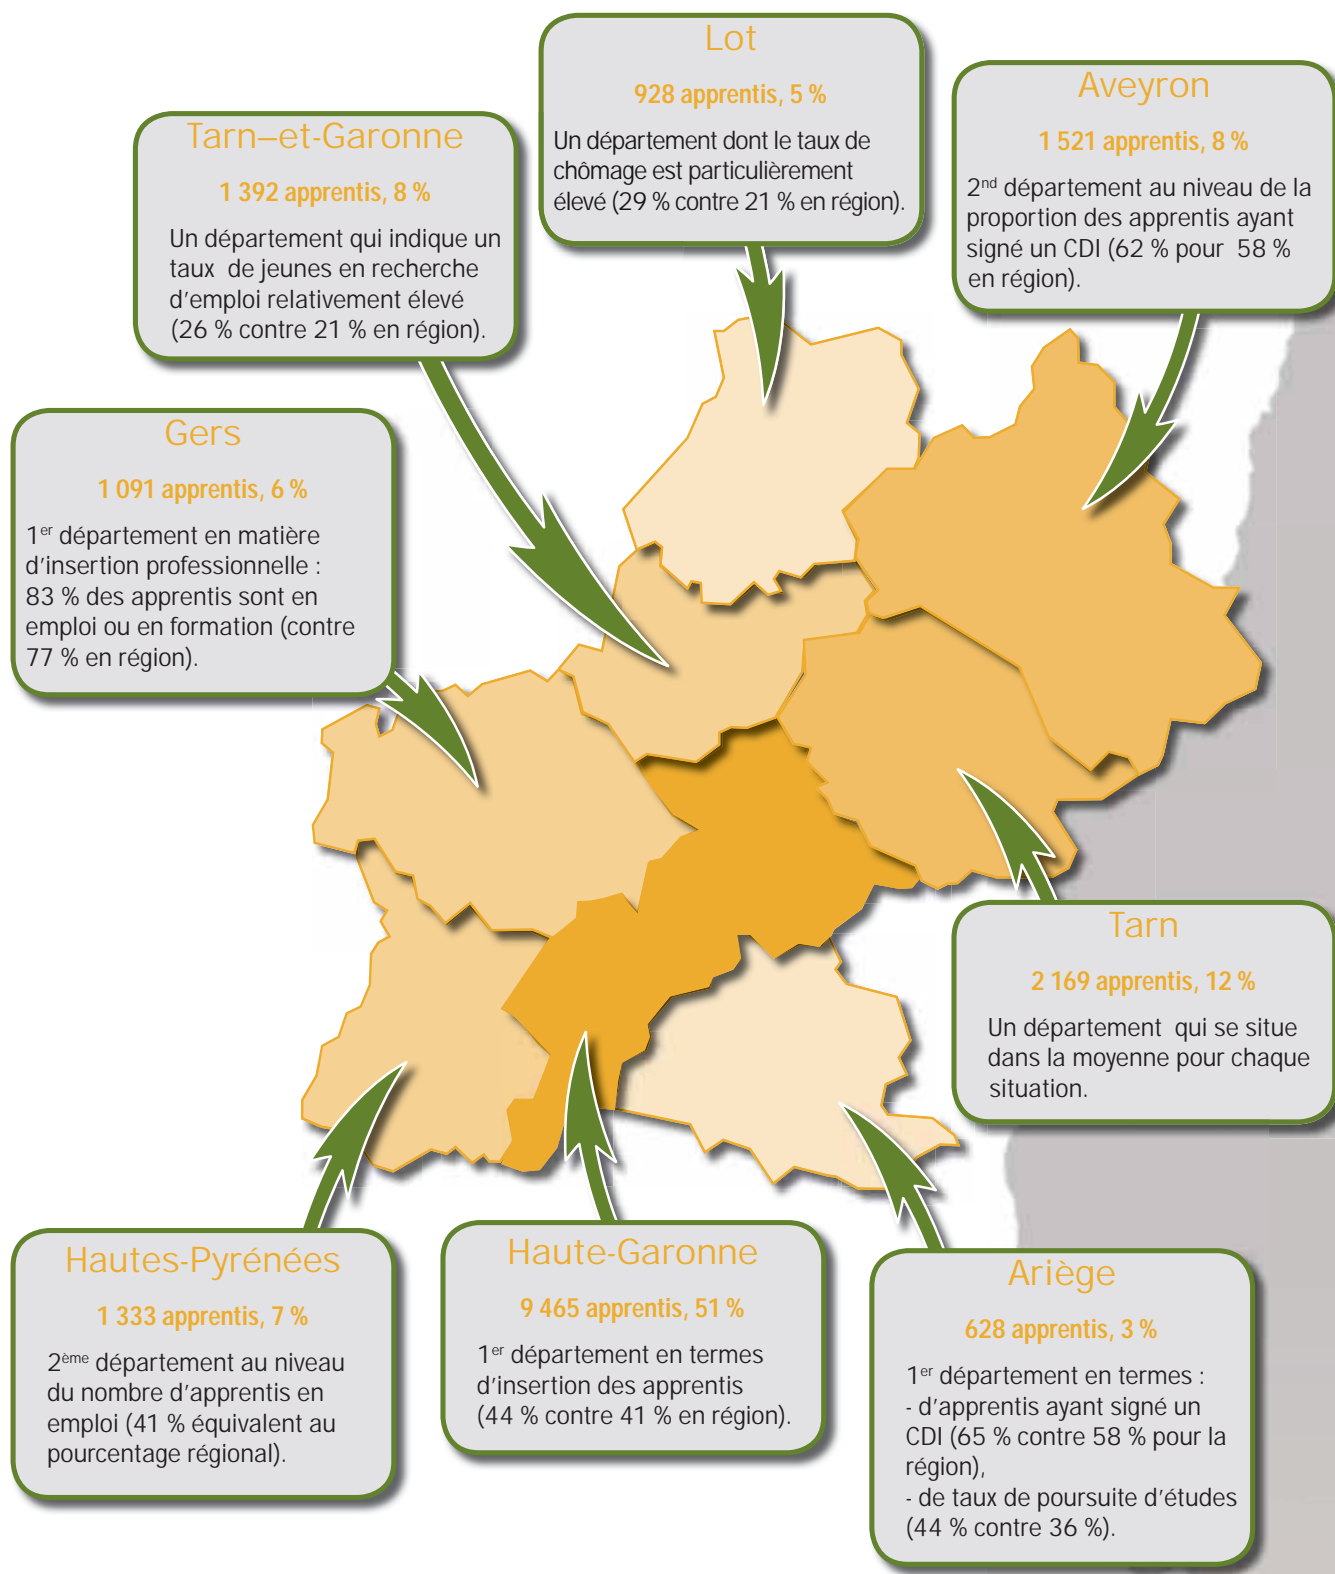 Lot
928 apprentis, 5 %
Un département dont le taux de
chômage est particulièrement
élevé (29 % contre 21 % en région).
Aveyron
1 521 apprentis, 8 %
2nd département au niveau de la
proportion des apprentis ayant
signé un CDI (62 % pour 58 %
en région).
Tarn–et-Garonne
1 392 apprentis, 8 %
Un département qui indique un
taux de jeunes en recherche
d'emploi relativement élevé
(26 % contre 21 % en région).
Gers
1 091 apprentis, 6 %
1er département en matière
d'insertion professionnelle :
83 % des apprentis sont en
emploi ou en formation (contre
77 % en région).
Tarn
2 169 apprentis, 12 %
Un département qui se situe
dans la moyenne pour chaque
situation.
Hautes-Pyrénées
1 333 apprentis, 7 %
2ème département au niveau
du nombre d'apprentis en
emploi (41 % équivalent au
pourcentage régional).
Haute-Garonne
9 465 apprentis, 51 %
1er département en termes
d'insertion des apprentis
(44 % contre 41 % en région).
Ariège
628 apprentis, 3 %
1er département en termes :
- d'apprentis ayant signé un
CDI (65 % contre 58 % pour la
région),
- de taux de poursuite d'études
(44 % contre 36 %).